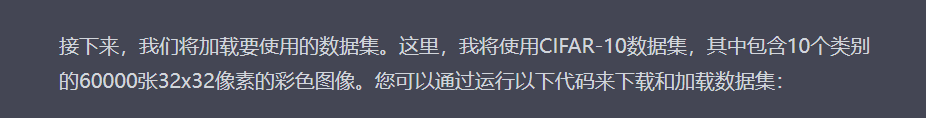 接下来，我们将加载要使用的数据集。这里，我将使用CIFAR-10数据集，其中包含10个类别
的60000张32x32像素的彩色图像。您可以通过运行以下代码来下载和加载数据集：